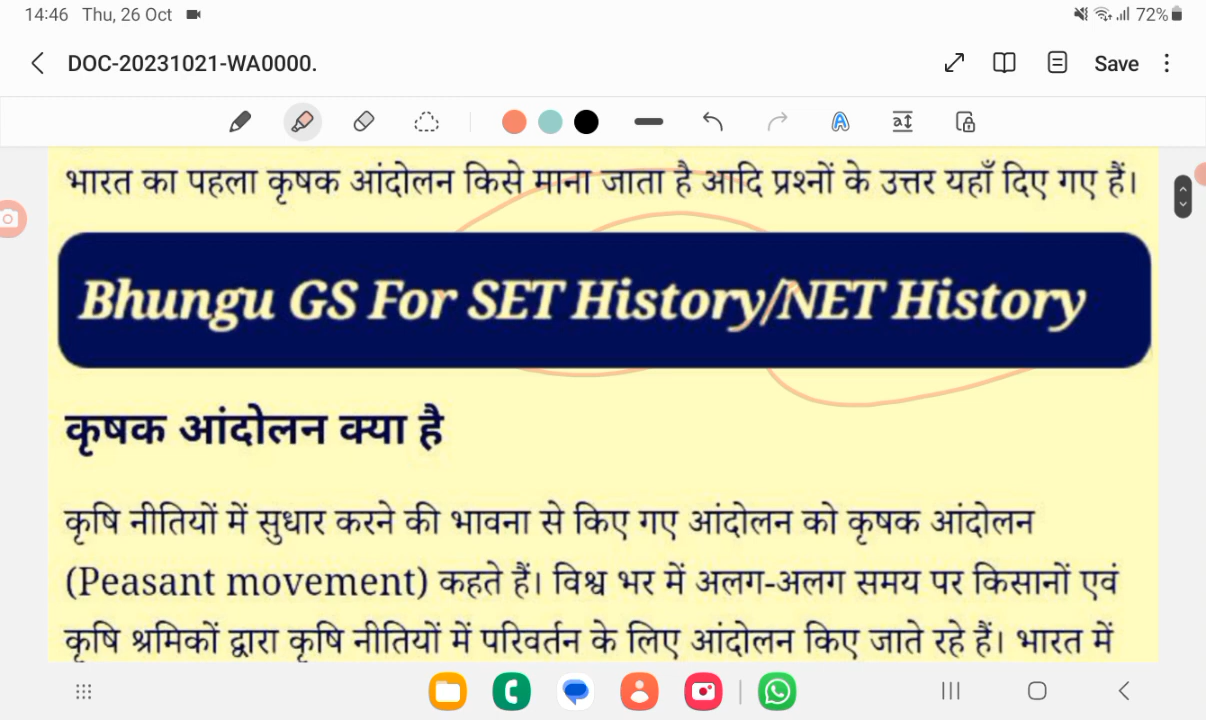 14:46 Thu, 26 Oct 72%
DOC-20231021-WA0000.
Save
भारत का पहला कृषक आंदोलन किसे माना जाता है आदि प्रश्नों के उत्तर यहाँ दिए गए हैं।
Bhungu GS For SET History/NET History
कृषक आंदोलन क्या है
कृषि नीतियों में सुधार करने की भावना से किए गए आंदोलन को कृषक आंदोलन
(Peasant movement) कहते हैं। विश्व भर में अलग-अलग समय पर किसानों एवं
कृषि श्रमिकों द्वारा कृषि नीतियों में परिवर्तन के लिए आंदोलन किए जाते रहे हैं। भारत में